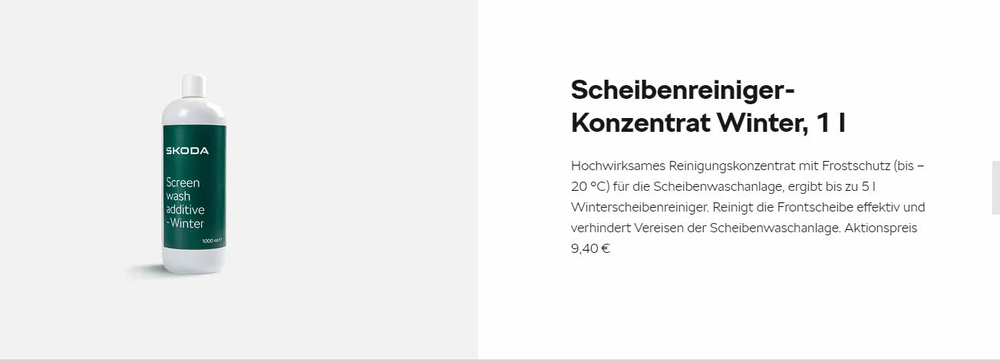 ŠKODA
Screen
wash
additive
-Winter
1000 ml e
Scheibenreiniger-
Konzentrat Winter, 1 l
Hochwirksames Reinigungskonzentrat mit Frostschutz (bis –
20 °C) für die Scheibenwaschanlage, ergibt bis zu 5 l
Winterscheibenreiniger. Reinigt die Frontscheibe effektiv und
verhindert Vereisen der Scheibenwaschanlage. Aktionspreis
9,40 €